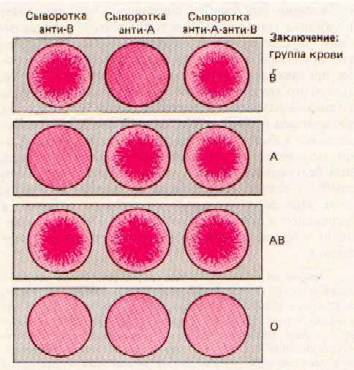 Сыворотка анти-В
Сыворотка анти-А
Сыворотка анти-А-анти-В
Заключение:
группа крови
В
А
АВ
О